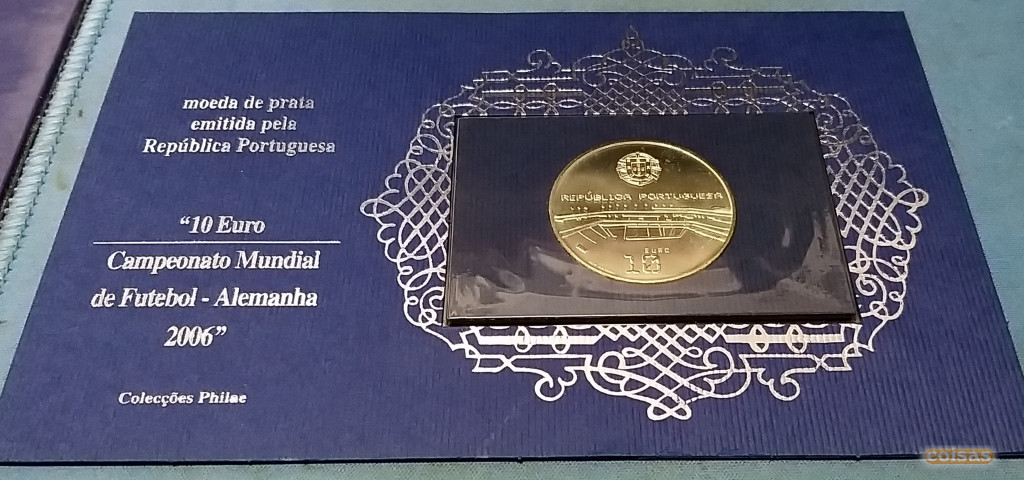 moeda de prata
emitida pela
República Portuguesa
“10 Euro
Campeonato Mundial
de Futebol - Alemanha
2006”
Colecções Philae
REPÚBLICA PORTUGUESA
EURO
10
coisas